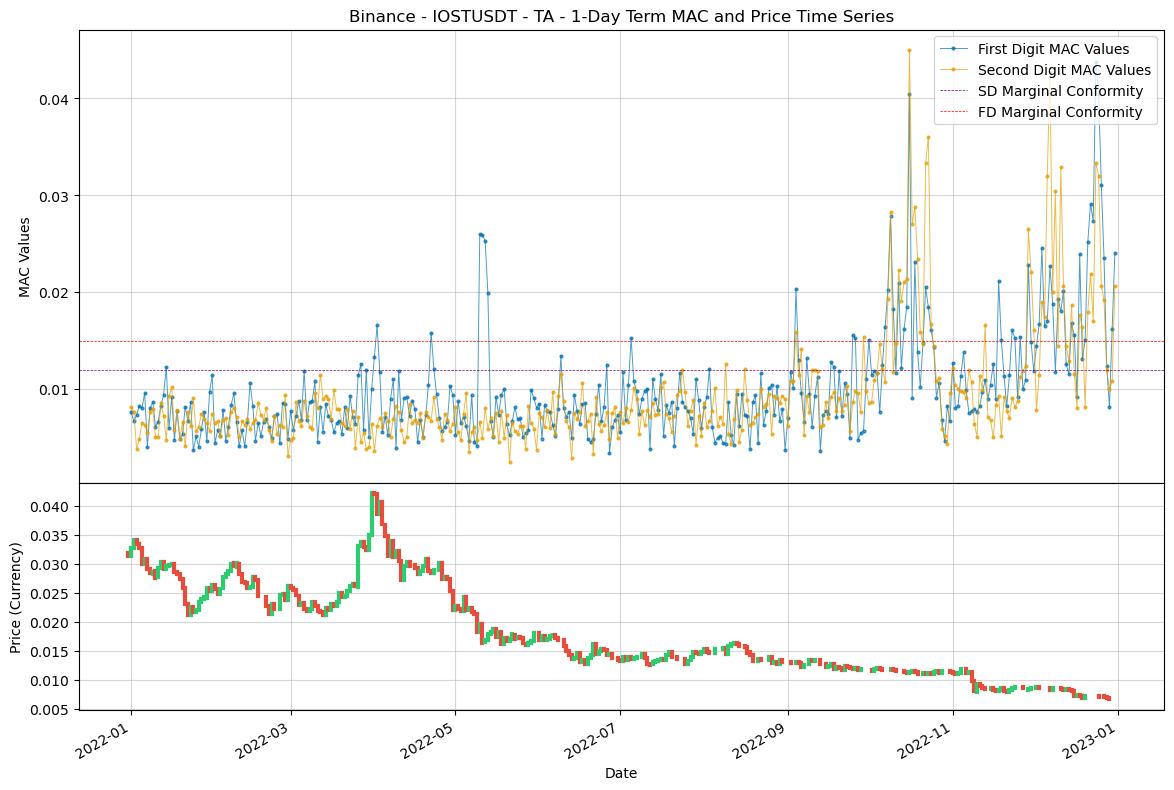 Binance - IOSTUSDT - TA - 1-Day Term MAC and Price Time Series
First Digit MAC Values
Second Digit MAC Values
SD Marginal Conformity
FD Marginal Conformity
MAC Values
0.04
0.03
0.02
0.01
Price (Currency)
0.040
0.035
0.030
0.025
0.020
0.015
0.010
0.005
2022-01
2022-03
2022-05
2022-07
2022-09
2022-11
2023-01
Date